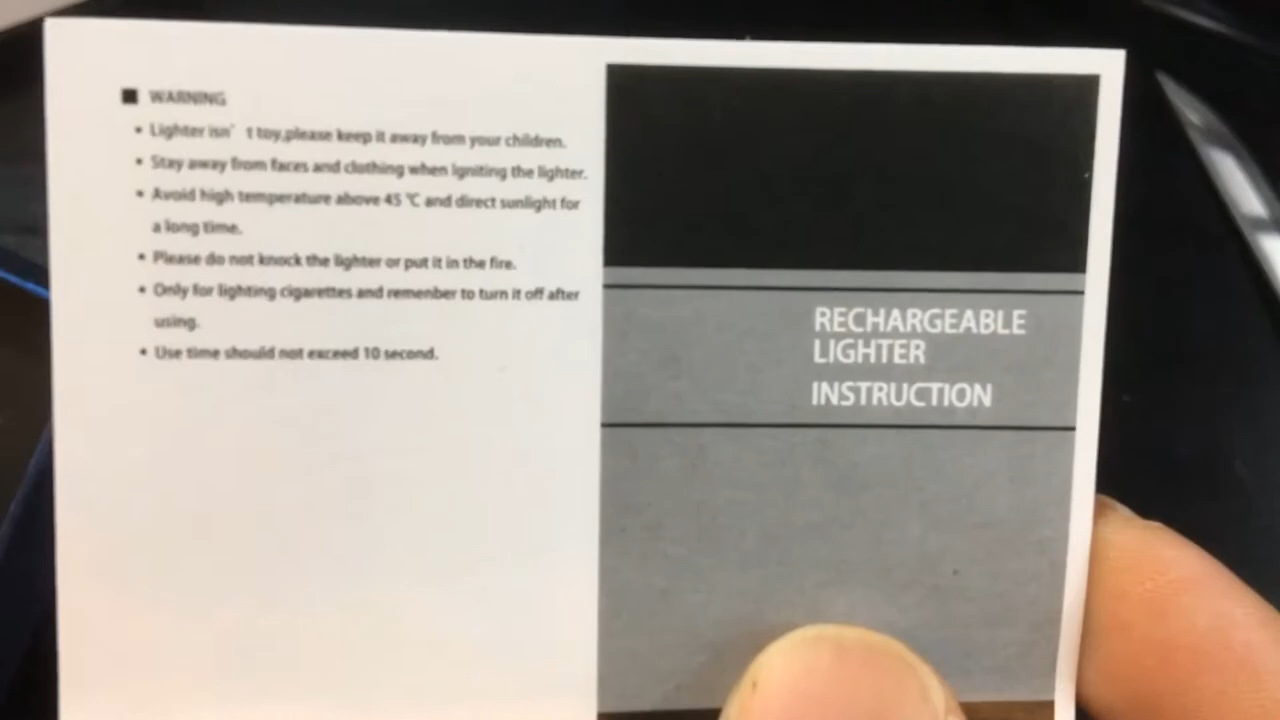 WARNING
Lighter isn' t toy,please keep it away from your children.
Stay away from faces and clothing when igniting the lighter.
Avoid high temperature above 45 ℃ and direct sunlight for
a long time.
Please do not knock the lighter or put it in the fire.
Only for lighting cigarettes and remenber to turn it off after
using.
Use time should not exceed 10 second.
RECHARGEABLE
LIGHTER
INSTRUCTION